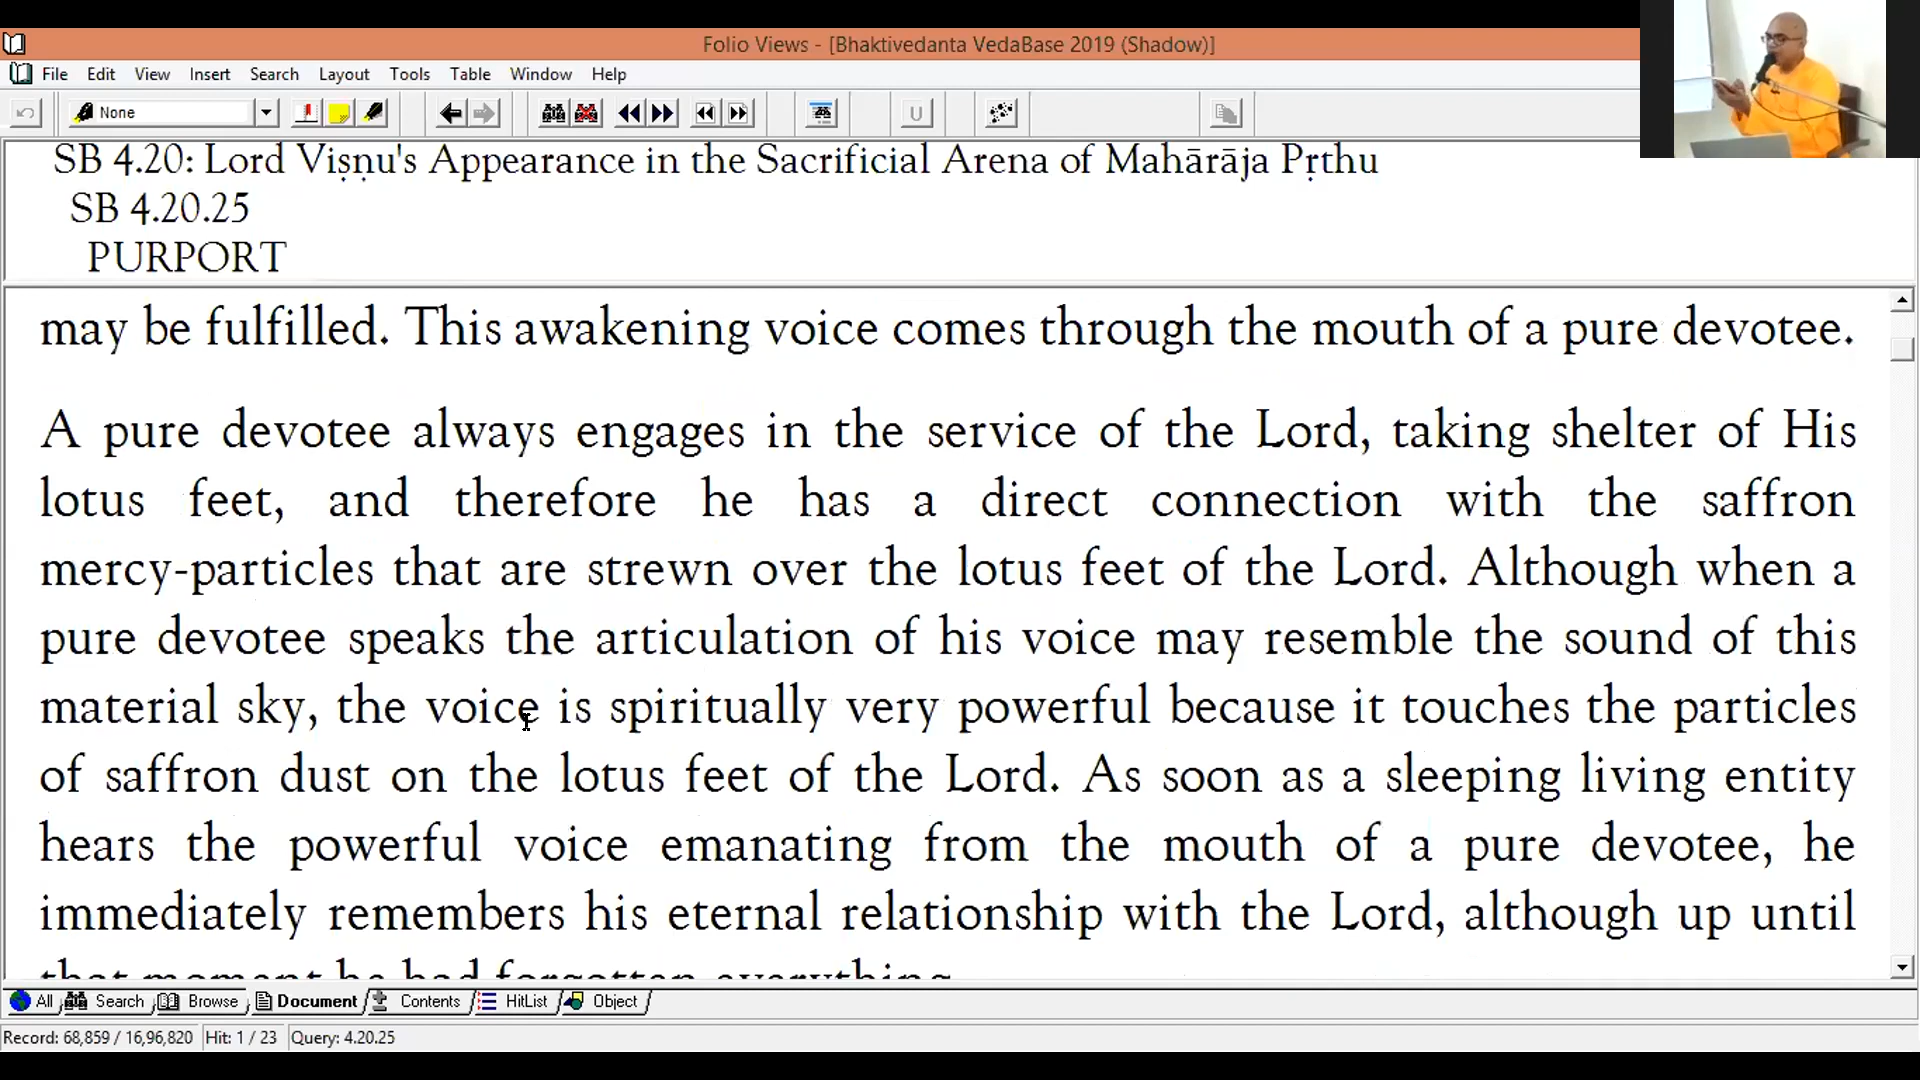 Folio Views - [Bhaktivedanta VedaBase 2019 (Shadow)]
File Edit View Insert Search Layout Tools Table Window Help
None
SB 4.20: Lord Viṣṇu's Appearance in the Sacrificial Arena of Mahārāja Pṛthu
SB 4.20.25
PURPORT
may be fulfilled. This awakening voice comes through the mouth of a pure devotee.
A pure devotee always engages in the service of the Lord, taking shelter of His
lotus feet, and therefore he has a direct connection with the saffron
mercy-particles that are strewn over the lotus feet of the Lord. Although when a
pure devotee speaks the articulation of his voice may resemble the sound of this
material sky, the voice is spiritually very powerful because it touches the particles
of saffron dust on the lotus feet of the Lord. As soon as a sleeping living entity
hears the powerful voice emanating from the mouth of a pure devotee, he
immediately remembers his eternal relationship with the Lord, although up until
that moment he had forgotten everything.
All Search Browse Document Contents HitList Object
Record: 68,859 / 16,96,820 Hit: 1 / 23 Query: 4.20.25